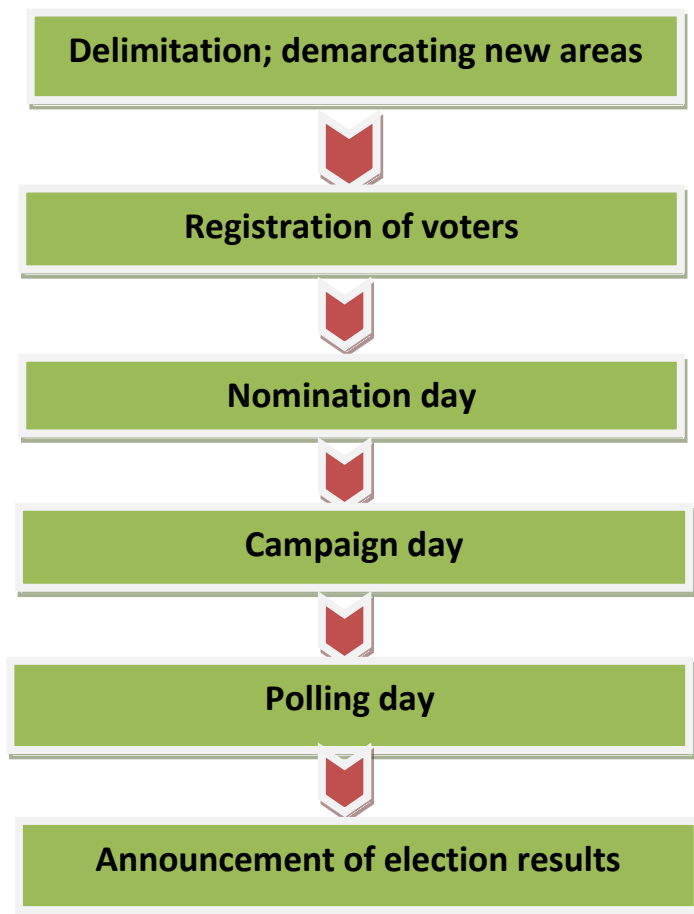 Delimitation; demarcating new areas
Registration of voters
Nomination day
Campaign day
Polling day
Announcement of election results